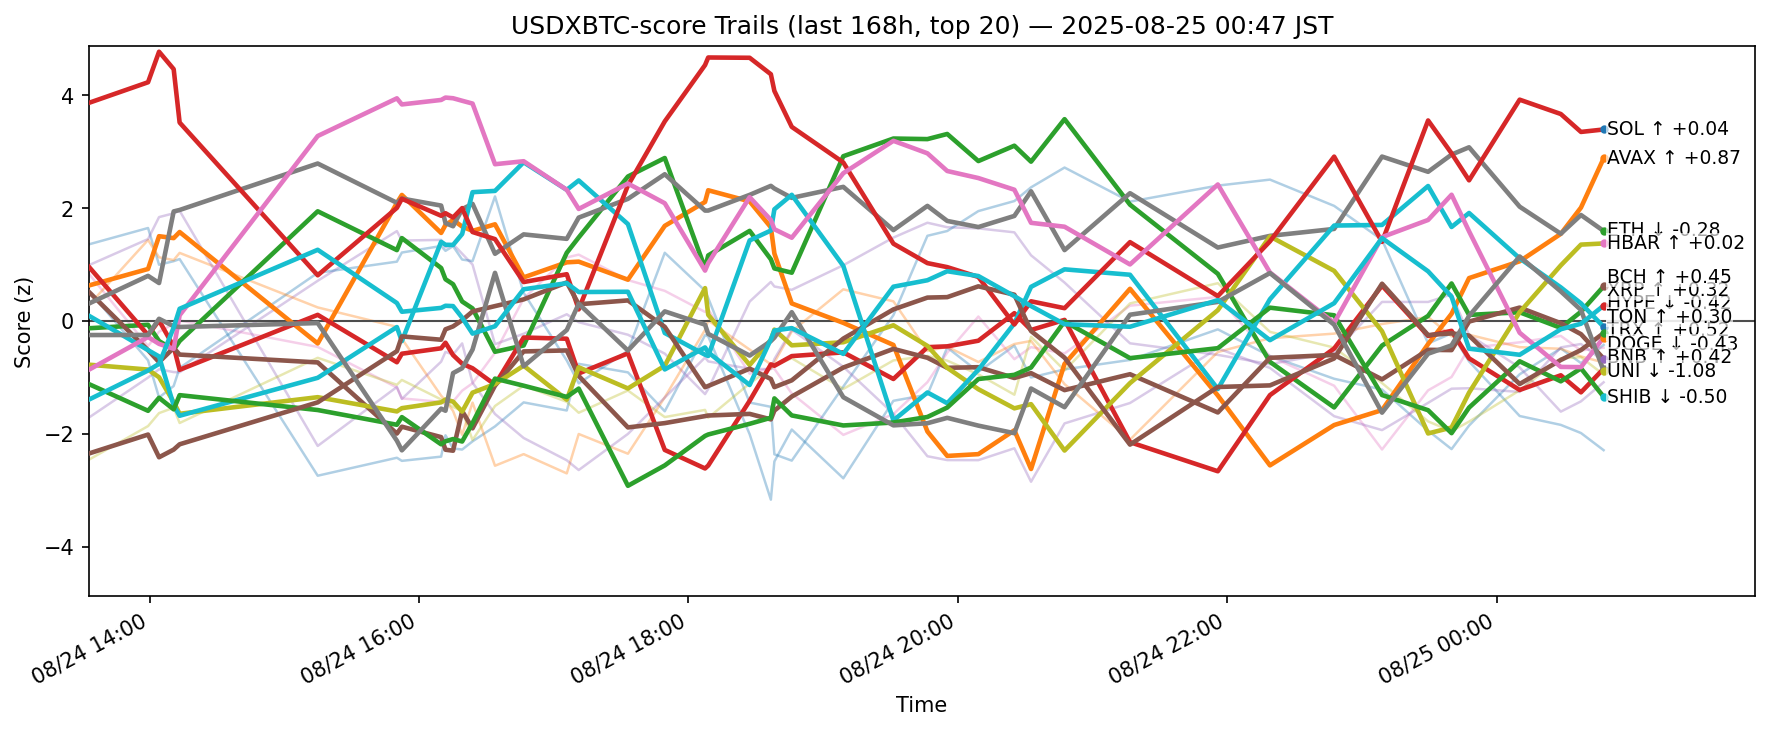 USDXBTC-score Trails (last 168h, top 20) — 2025-08-25 00:47 JST
Score (z)
4
2
0
−2
−4
SOL ↑ +0.04
AVAX ↑ +0.87
ETH ↓ -0.28
HBAR ↑ +0.02
BCH ↑ +0.45
XRP ↑ +0.32
HYPE ↓ -0.42
TON ↑ +0.30
TRX ↑ +0.52
DOGE ↓ -0.43
BNB ↑ +0.42
UNI ↓ -1.08
SHIB ↓ -0.50
08/24 14:00
08/24 16:00
08/24 18:00
08/24 20:00
08/24 22:00
08/25 00:00
Time